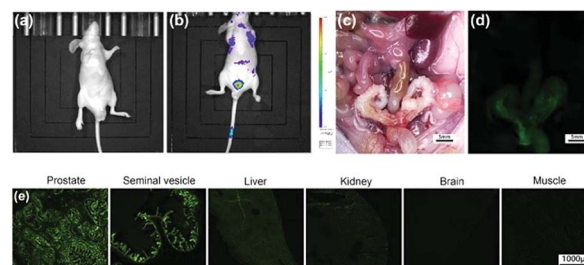 (a)
(b)
(c)
(d)
5mm
5mm
Prostate Seminal vesicle Liver Kidney Brain Muscle
(e)
1000μ